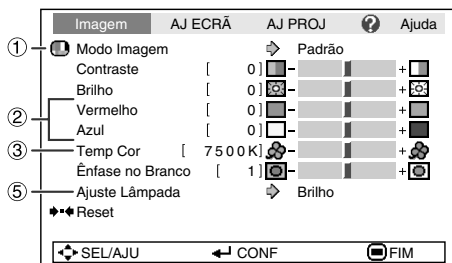 Imagem AJ ECRÃ AJ PROJ ? Ajuda
① Modo Imagem Padrão
Contraste [ 0] - +
Brilho [ 0] - +
② Vermelho [ 0] - +
Azul [ 0] - +
③ Temp Cor [ 7500K] - +
Ênfase no Branco [ 1] - +
⑤ Ajuste Lâmpada Brilho
Reset
SEL/AJU CONF FIM